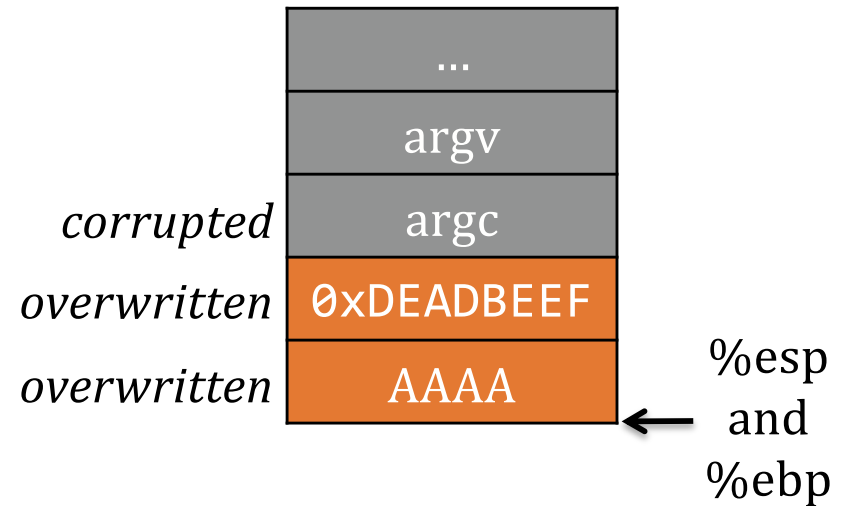 ...
argv
corrupted argc
overwritten 0xDEADBEEF
overwritten AAAA
%esp
and
%ebp